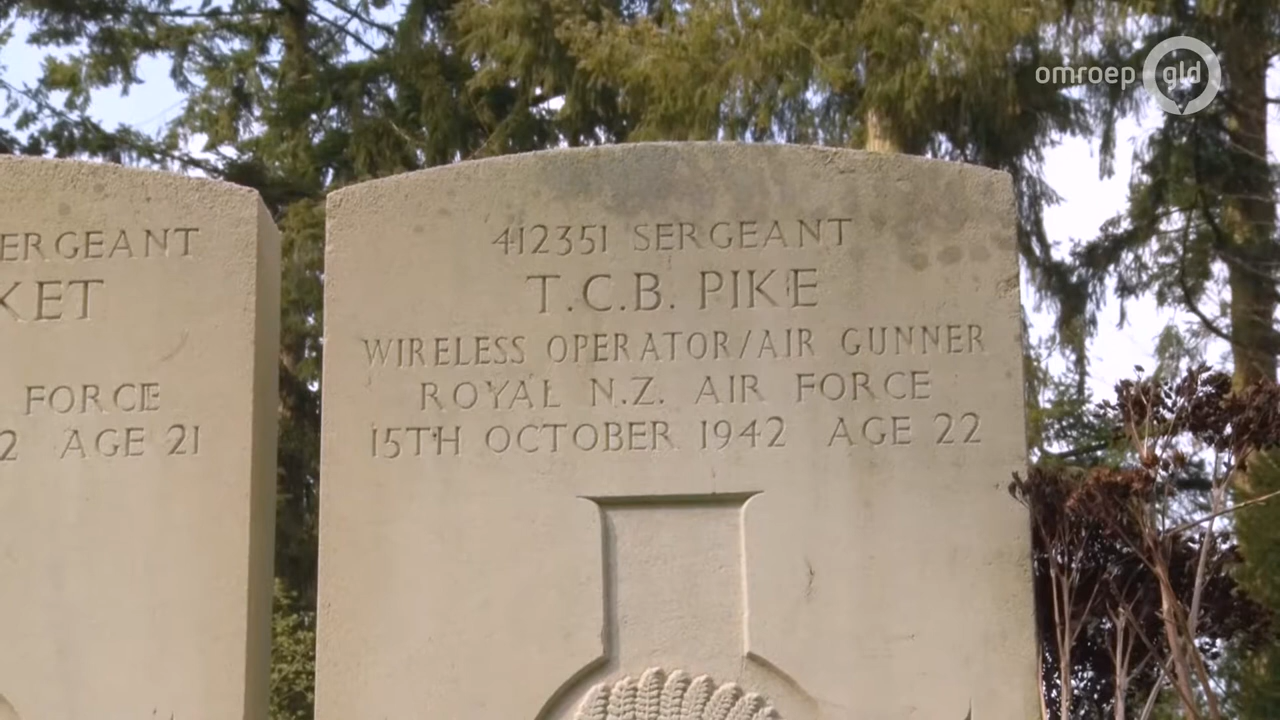 omroep gld
ERGEANT
KET
FORCE
2 AGE 21
412351 SERGEANT
T.C.B. PIKE
WIRELESS OPERATOR/AIR GUNNER
ROYAL N.Z. AIR FORCE
15TH OCTOBER 1942 AGE 22